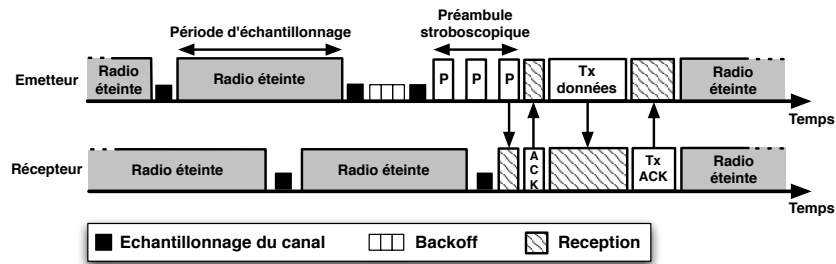 Période d'échantillonnage
Préambule
stroboscopique
Emetteur
Radio
éteinte
Radio éteinte
P
P
P
Tx
données
Radio
éteinte
Temps
Récepteur
Radio éteinte
Radio éteinte
A
C
K
Tx
ACK
Radio
éteinte
Temps
Echantillonnage du canal
Backoff
Reception